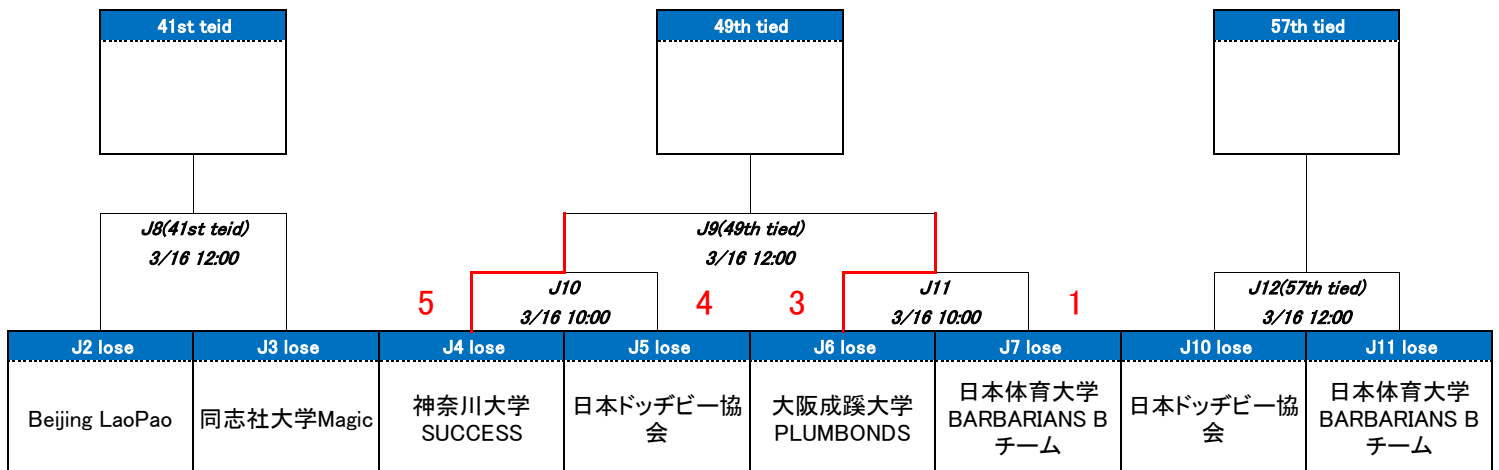 41st teid
49th tied
57th tied
J8(41st teid)
3/16 12:00
J9(49th tied)
3/16 12:00
5
J10
3/16 10:00
4
3
J11
3/16 10:00
1
J12(57th tied)
3/16 12:00
J2 lose
J3 lose
J4 lose
J5 lose
J6 lose
J7 lose
J10 lose
J11 lose
Beijing LaoPao
同志社大学Magic
神奈川大学
SUCCESS
日本ドッヂビー協
会
大阪成蹊大学
PLUMBONDS
日本体育大学
BARBARIANS B
チーム
日本ドッヂビー協
会
日本体育大学
BARBARIANS B
チーム